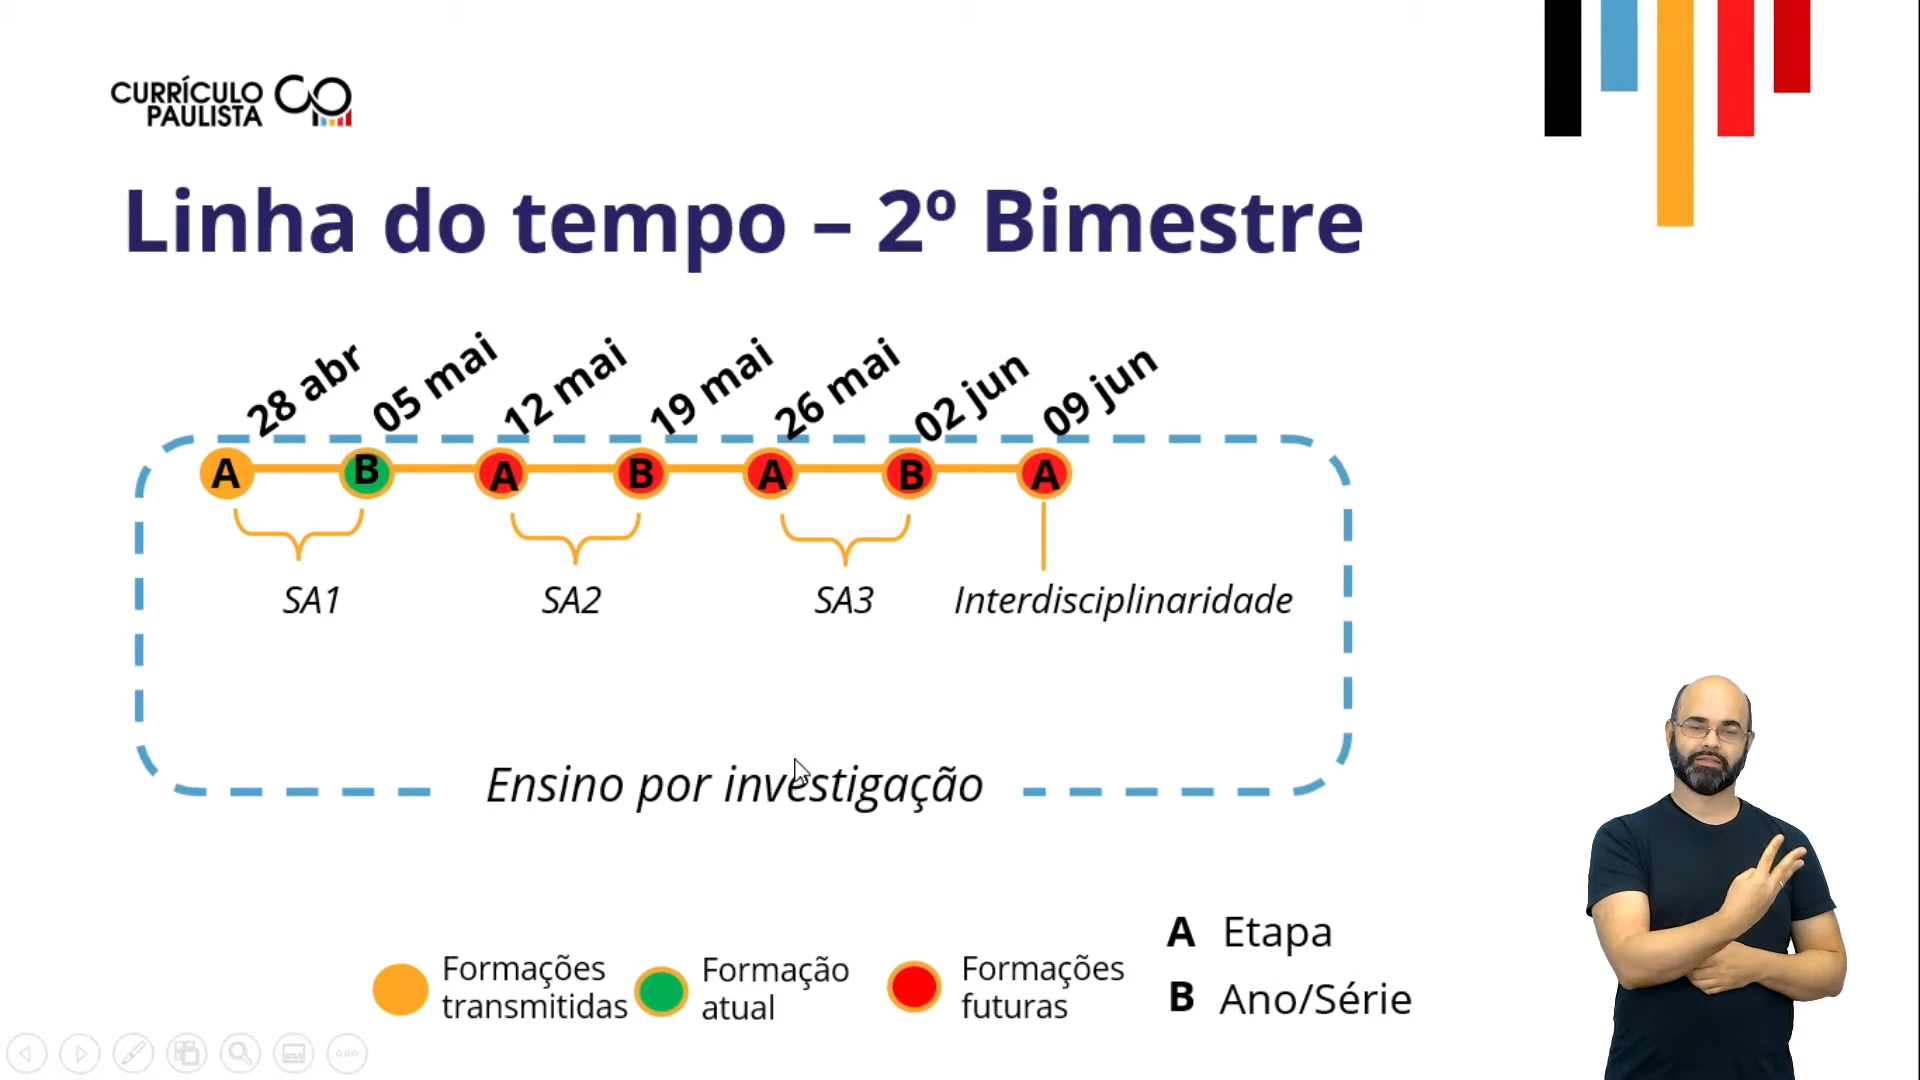 CURRÍCULO
PAULISTA
Linha do tempo – 2º Bimestre
28 abr
05 mai
12 mai
19 mai
26 mai
02 jun
09 jun
A B A B A B A
SA1 SA2 SA3 Interdisciplinaridade
Ensino por investigação
A Etapa
B Ano/Série
Formações
transmitidas
Formação
atual
Formações
futuras